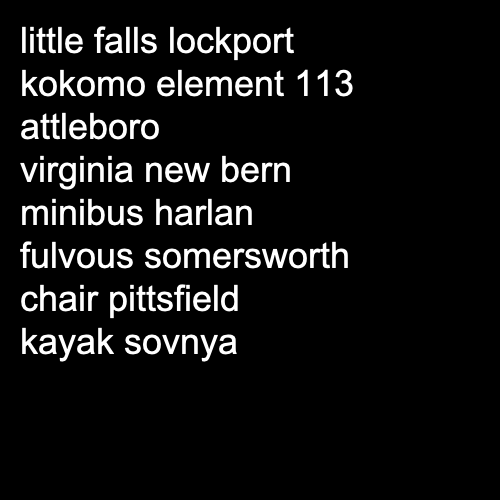 little falls lockport
kokomo element 113
attleboro
virginia new bern
minibus harlan
fulvous somersworth
chair pittsfield
kayak sovnya